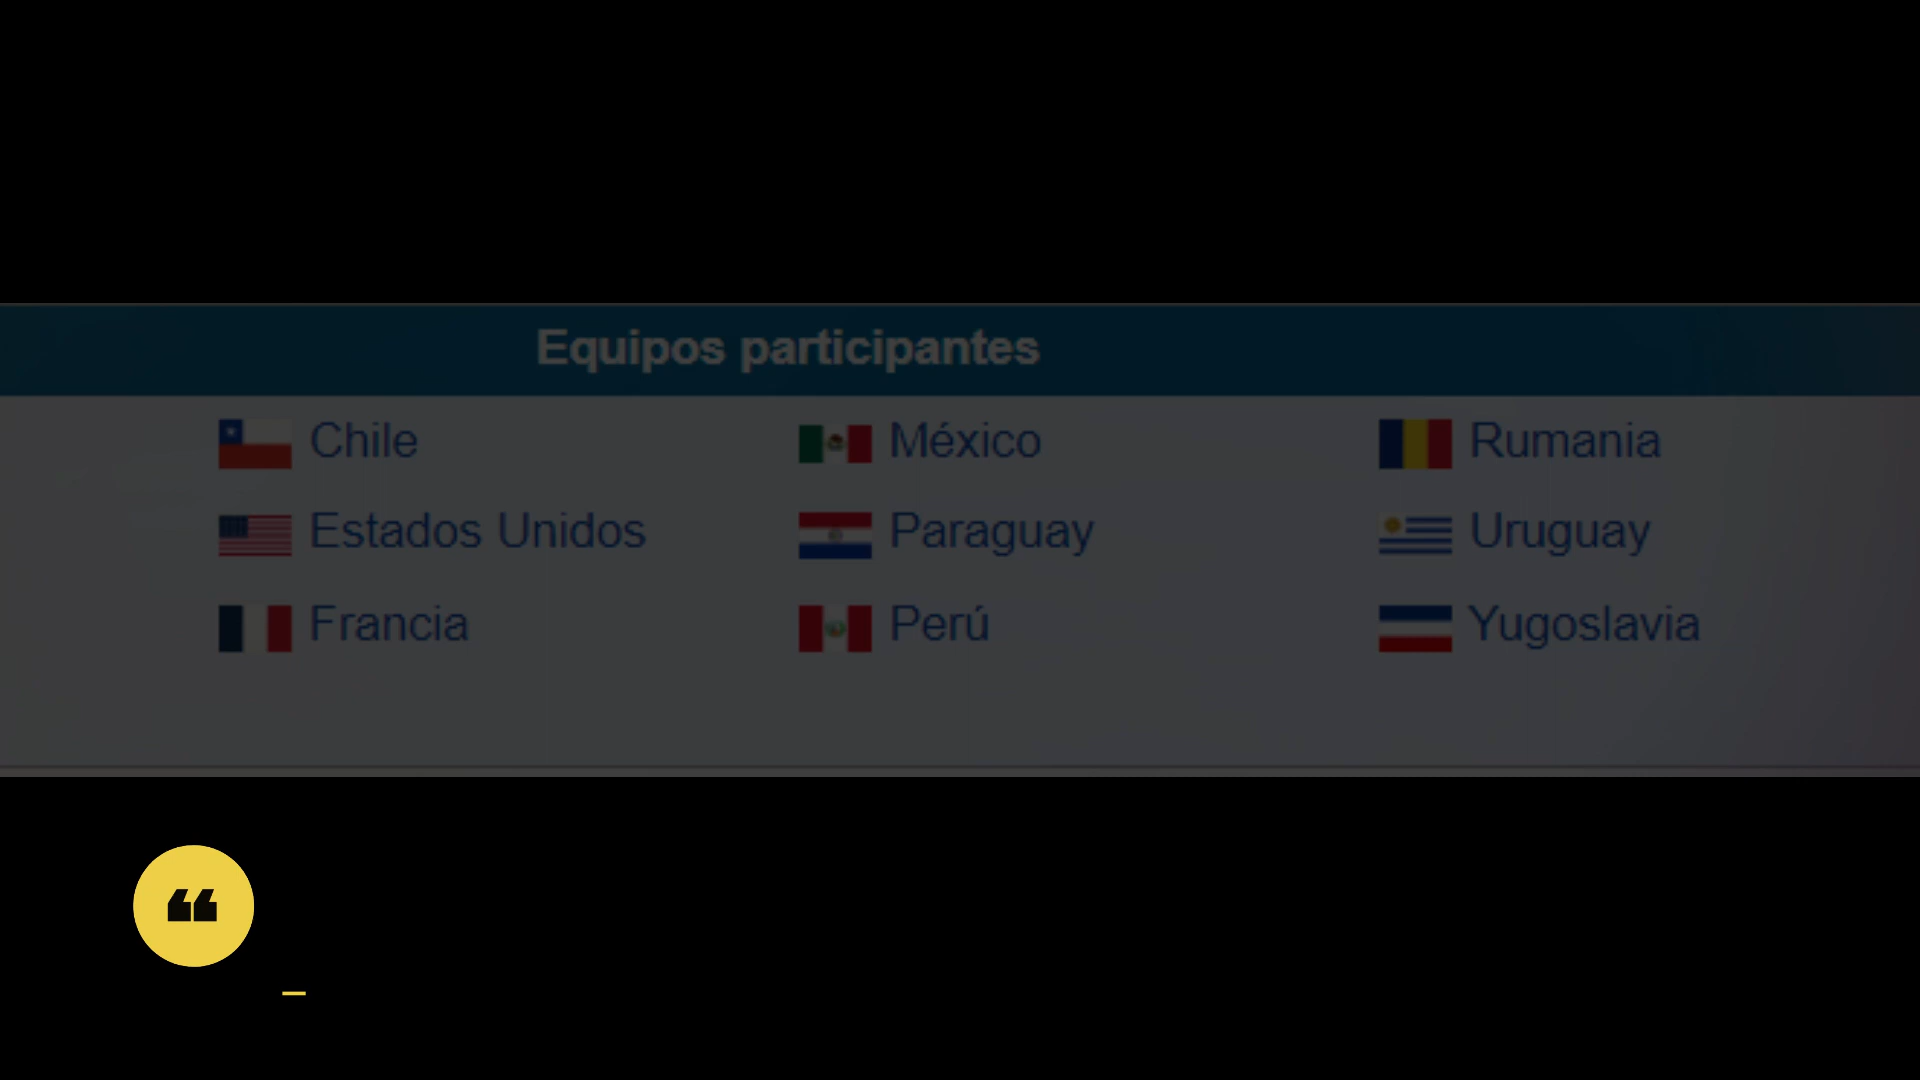 Equipos participantes
Chile México Rumania
Estados Unidos Paraguay Uruguay
Francia Perú Yugoslavia
❝